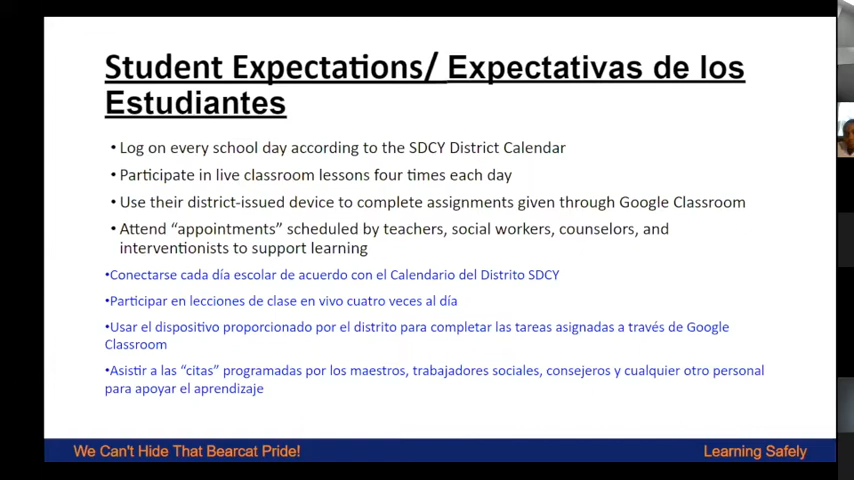 Student Expectations/ Expectativas de los
Estudiantes
• Log on every school day according to the SDCY District Calendar
• Participate in live classroom lessons four times each day
• Use their district-issued device to complete assignments given through Google Classroom
• Attend “appointments” scheduled by teachers, social workers, counselors, and
interventionists to support learning
•Conectarse cada día escolar de acuerdo con el Calendario del Distrito SDCY
•Participar en lecciones de clase en vivo cuatro veces al día
•Usar el dispositivo proporcionado por el distrito para completar las tareas asignadas a través de Google
Classroom
•Asistir a las “citas” programadas por los maestros, trabajadores sociales, consejeros y cualquier otro personal
para apoyar el aprendizaje
We Can't Hide That Bearcat Pride!
Learning Safely